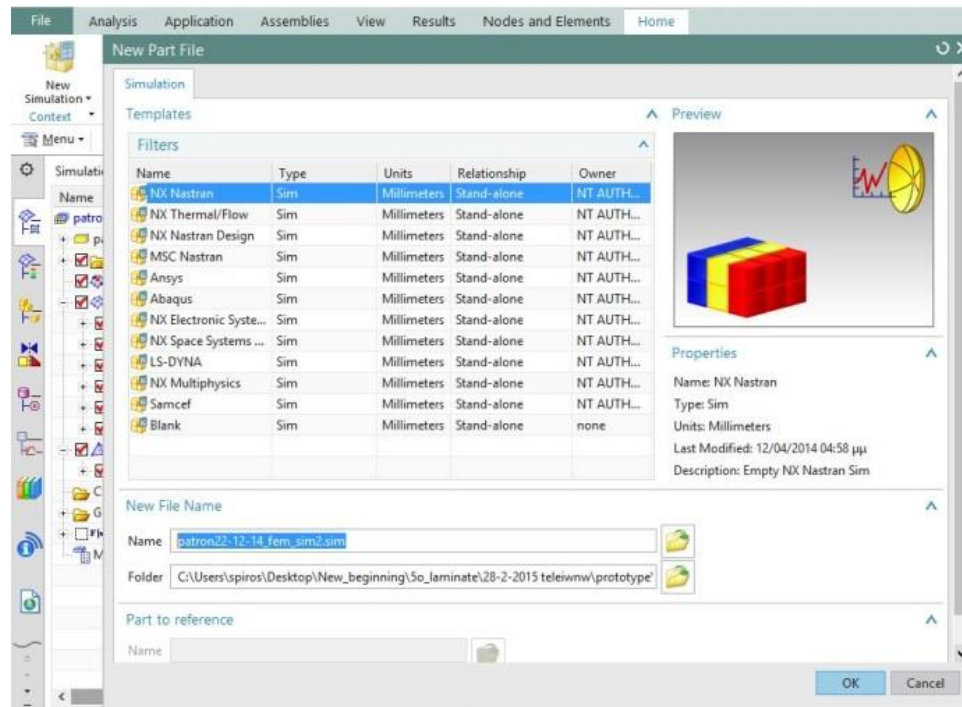 File Analysis Application Assemblies View Results Nodes and Elements Home
New Part File
New
Simulation
Context
Menu
Simulati
Name
patro
Simulation
Templates
Filters
Name Type Units Relationship Owner
NX Nastran Sim Millimeters Stand-alone NT AUTH...
NX Thermal/Flow Sim Millimeters Stand-alone NT AUTH...
NX Nastran Design Sim Millimeters Stand-alone NT AUTH...
MSC Nastran Sim Millimeters Stand-alone NT AUTH...
Ansys Sim Millimeters Stand-alone NT AUTH...
Abaqus Sim Millimeters Stand-alone NT AUTH...
NX Electronic Syste... Sim Millimeters Stand-alone NT AUTH...
NX Space Systems ... Sim Millimeters Stand-alone NT AUTH...
LS-DYNA Sim Millimeters Stand-alone NT AUTH...
NX Multiphysics Sim Millimeters Stand-alone NT AUTH...
Samcef Sim Millimeters Stand-alone NT AUTH...
Blank Sim Millimeters Stand-alone none
Preview
Properties
Name: NX Nastran
Type: Sim
Units: Millimeters
Last Modified: 12/04/2014 04:58 μμ
Description: Empty NX Nastran Sim
New File Name
Name patron22-12-14_fem_sim2.sim
Folder C:\Users\spiros\Desktop\New_beginning\5o_laminate\28-2-2015 teleiwnw\prototype'
Part to reference
Name
OK Cancel